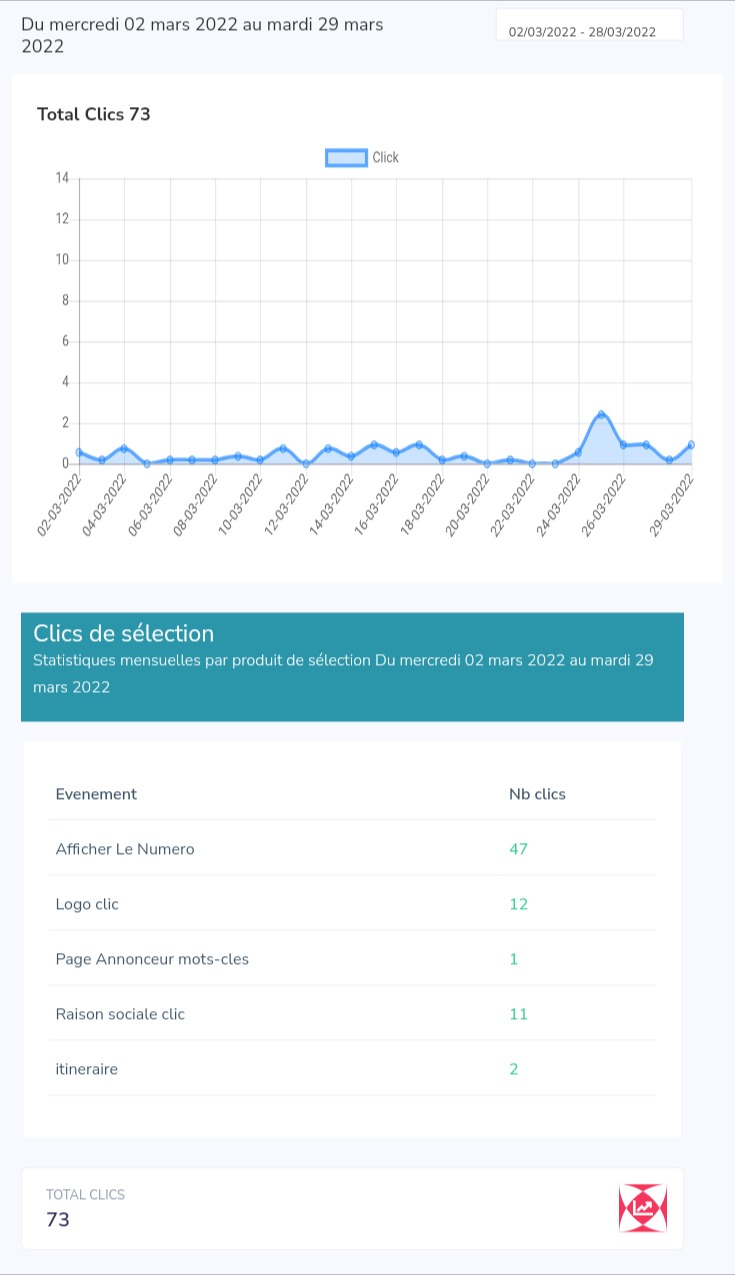 Du mercredi 02 mars 2022 au mardi 29 mars
2022
02/03/2022 - 28/03/2022
Total Clics 73
Click
14
12
10
8
6
4
2
0
02-03-2022
04-03-2022
06-03-2022
08-03-2022
10-03-2022
12-03-2022
14-03-2022
16-03-2022
18-03-2022
20-03-2022
22-03-2022
24-03-2022
26-03-2022
29-03-2022
Clics de sélection
Statistiques mensuelles par produit de sélection Du mercredi 02 mars 2022 au mardi 29
mars 2022
Evenement Nb clics
Afficher Le Numero 47
Logo clic 12
Page Annonceur mots-cles 1
Raison sociale clic 11
itineraire 2
TOTAL CLICS
73